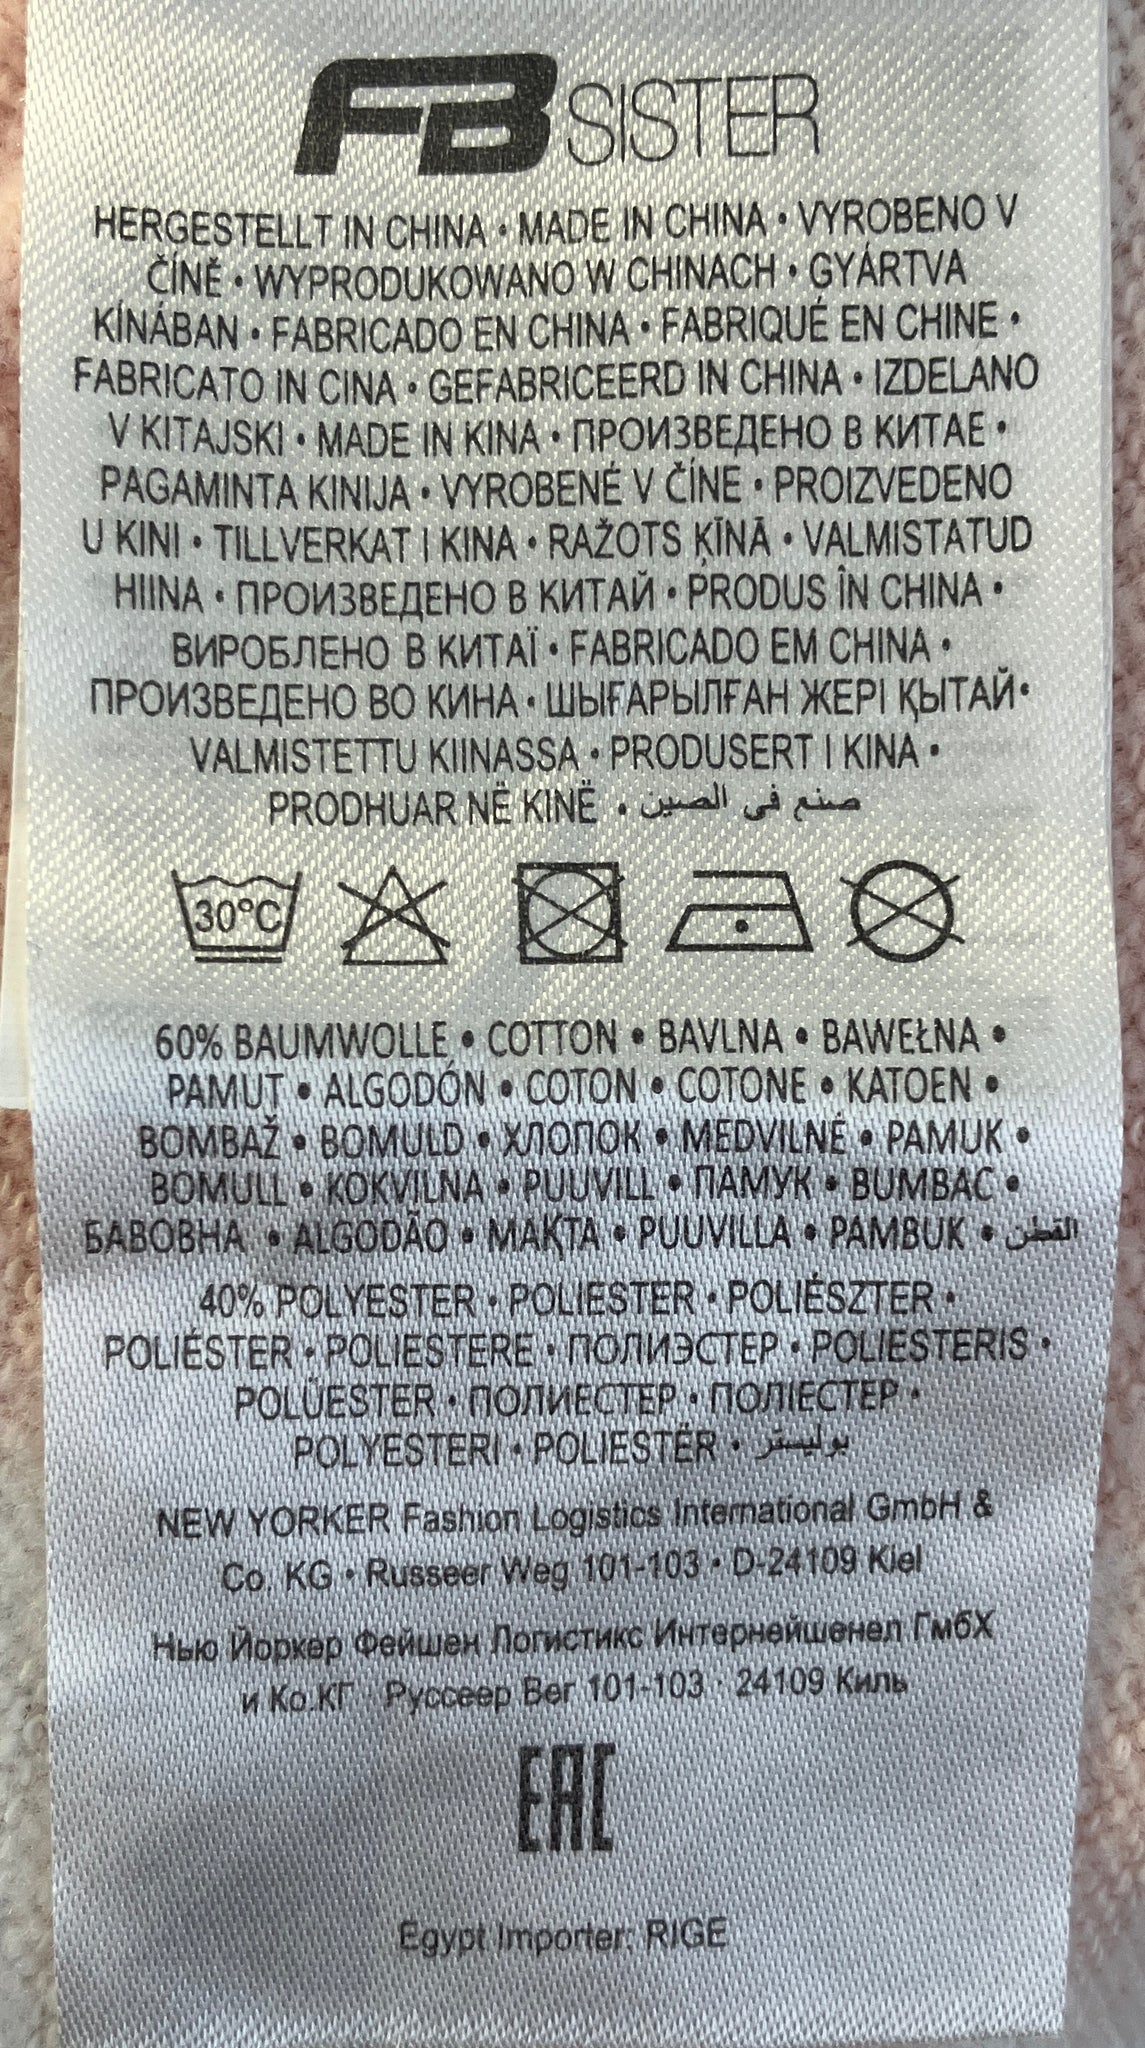 FB SISTER
HERGESTELLT IN CHINA • MADE IN CHINA • VYROBENO V
ČÍNĚ • WYPRODUKOWANO W CHINACH • GYÁRTVA
KÍNÁBAN • FABRICADO EN CHINA • FABRIQUÉ EN CHINE •
FABRICATO IN CINA • GEFABRICEERD IN CHINA • IZDELANO
V KITAJSKI • MADE IN KINA • ПРОИЗВЕДЕНО В КИТАЕ •
PAGAMINTA KINIJA • VYROBENÉ V ČÍNE • PROIZVEDENO
U KINI • TILLVERKAT I KINA • RAŽOTS ĶĪNĀ • VALMISTATUD
HIINA • ПРОИЗВЕДЕНО В КИТАЙ • PRODUS ÎN CHINA •
ВИРОБЛЕНО В КИТАЇ • FABRICADO EM CHINA •
ПРОИЗВЕДЕНО ВО КИНА • ШЫҒАРЫЛҒАН ЖЕРІ ҚЫТАЙ•
VALMISTETTU KIINASSA • PRODUSERT I KINA •
PRODHUAR NË KINË • صنع في الصين
30°C
60% BAUMWOLLE • COTTON • BAVLNA • BAWEŁNA •
PAMUT • ALGODÓN • COTON • COTONE • KATOEN •
BOMBAŽ • BOMULD • ХЛОПОК • MEDVILNĖ • PAMUK •
BOMULL • KOKVILNA • PUUVILL • ПАМУК • BUMBAC •
БАВОВНА • ALGODÃO • МАҚТА • PUUVILLA • PAMBUK • القطن
40% POLYESTER • POLIESTER • POLIÉSZTER •
POLIÉSTER • POLIESTERE • ПОЛИЭСТЕР • POLIESTERIS •
POLÜESTER • ПОЛИЕСТЕР • ПОЛІЕСТЕР •
POLYESTERI • POLIESTËR • بوليستر
NEW YORKER Fashion Logistics International GmbH &
Co. KG • Russeer Weg 101-103 • D-24109 Kiel
Нью Йоркер Фейшен Логистикс Интернейшенел ГмбХ
и Ко.КГ · Руссеер Вег 101-103 · 24109 Киль
EAC
Egypt Importer: RIGE